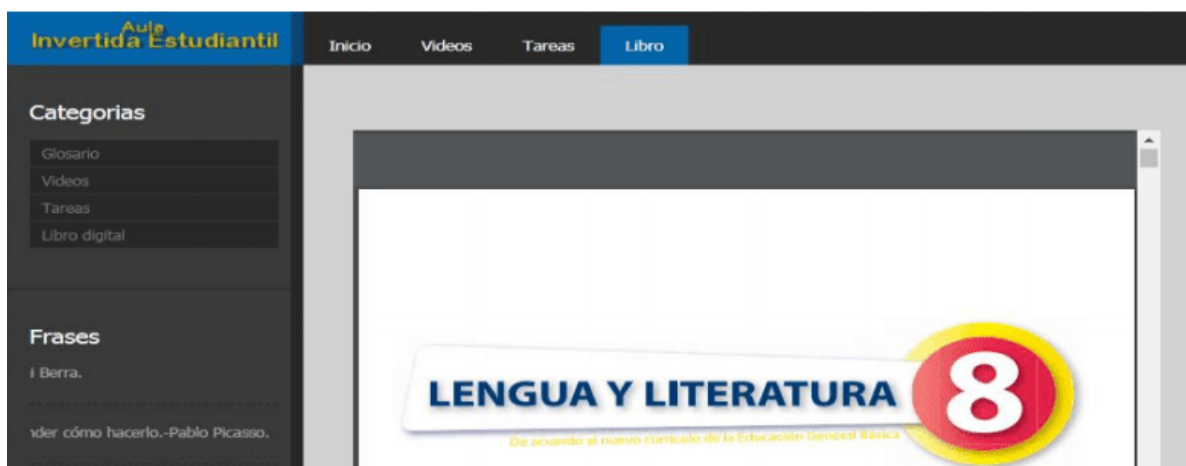 Aula
Invertida Estudiantil
Inicio Videos Tareas Libro
Categorias
Glosario
Videos
Tareas
Libro digital
Frases
i Berra.
nder cómo hacerlo.-Pablo Picasso.
LENGUA Y LITERATURA 8
De acuerdo al nuevo currículo de la Educación General Básica